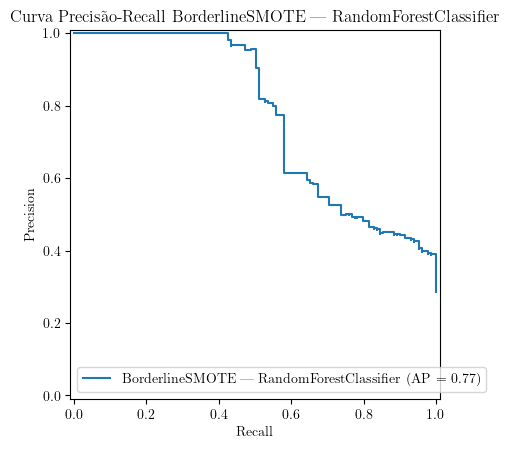 Curva Precisão-Recall BorderlineSMOTE — RandomForestClassifier
1.0
0.8
0.6
0.4
0.2
0.0
Precision
BorderlineSMOTE — RandomForestClassifier (AP = 0.77)
0.0 0.2 0.4 0.6 0.8 1.0
Recall